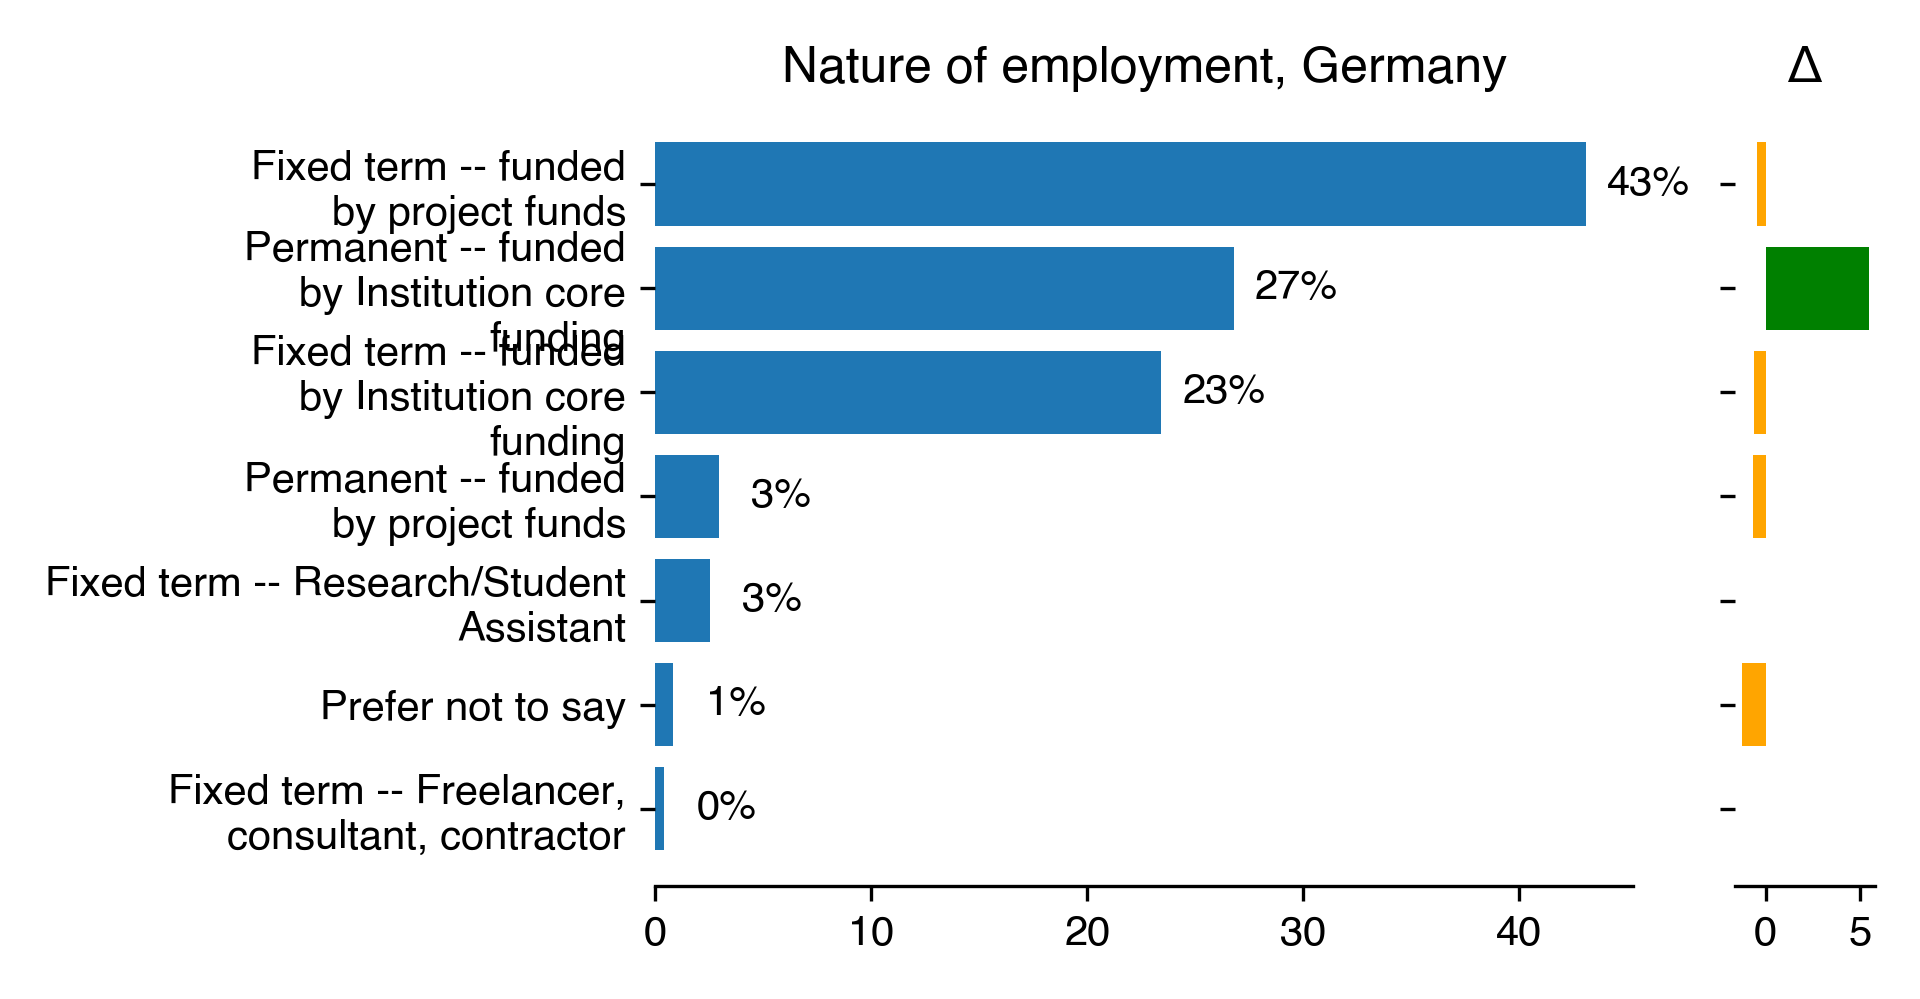 Nature of employment, Germany
Δ
Fixed term -- funded
by project funds
43%
Permanent -- funded
by Institution core
funding
27%
Fixed term -- funded
by Institution core
funding
23%
Permanent -- funded
by project funds
3%
Fixed term -- Research/Student
Assistant
3%
Prefer not to say
1%
Fixed term -- Freelancer,
consultant, contractor
0%
0 10 20 30 40
0 5